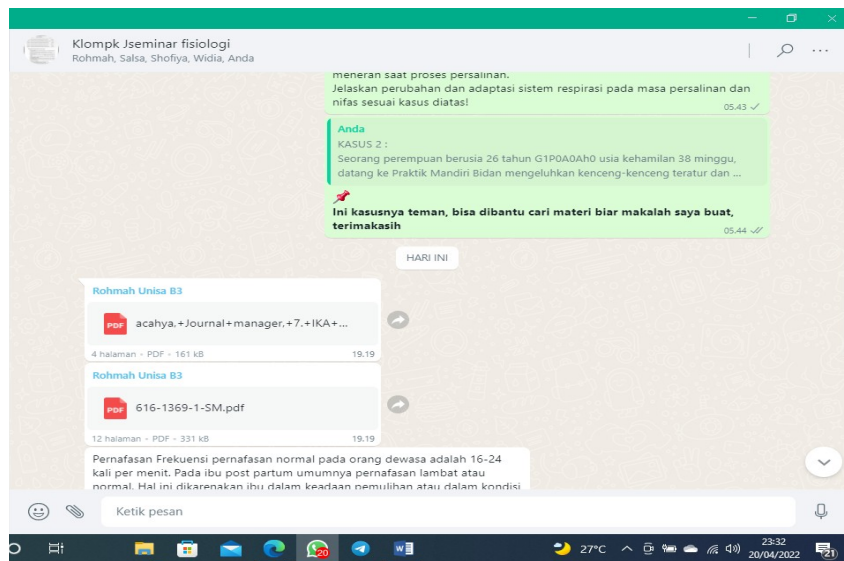 Klompk Jseminar fisiologi
Rohmah, Salsa, Shofiya, Widia, Anda
meneran saat proses persalinan.
Jelaskan perubahan dan adaptasi sistem respirasi pada masa persalinan dan
nifas sesuai kasus diatas!
05.43
Anda
KASUS 2 :
Seorang perempuan berusia 26 tahun G1P0A0Ah0 usia kehamilan 38 minggu,
datang ke Praktik Mandiri Bidan mengeluhkan kenceng-kenceng teratur dan ...
Ini kasusnya teman, bisa dibantu cari materi biar makalah saya buat,
terimakasih
05.44
HARI INI
Rohmah Unisa B3
PDF
acahya.+Journal+manager,+7.+IKA+...
4 halaman • PDF • 161 kB
19.19
Rohmah Unisa B3
PDF
616-1369-1-SM.pdf
12 halaman • PDF • 331 kB
19.19
Pernafasan Frekuensi pernafasan normal pada orang dewasa adalah 16-24
kali per menit. Pada ibu post partum umumnya pernafasan lambat atau
normal. Hal ini dikarenakan ibu dalam keadaan pemulihan atau dalam kondisi
Ketik pesan
20
27°C
23:32
20/04/2022
21